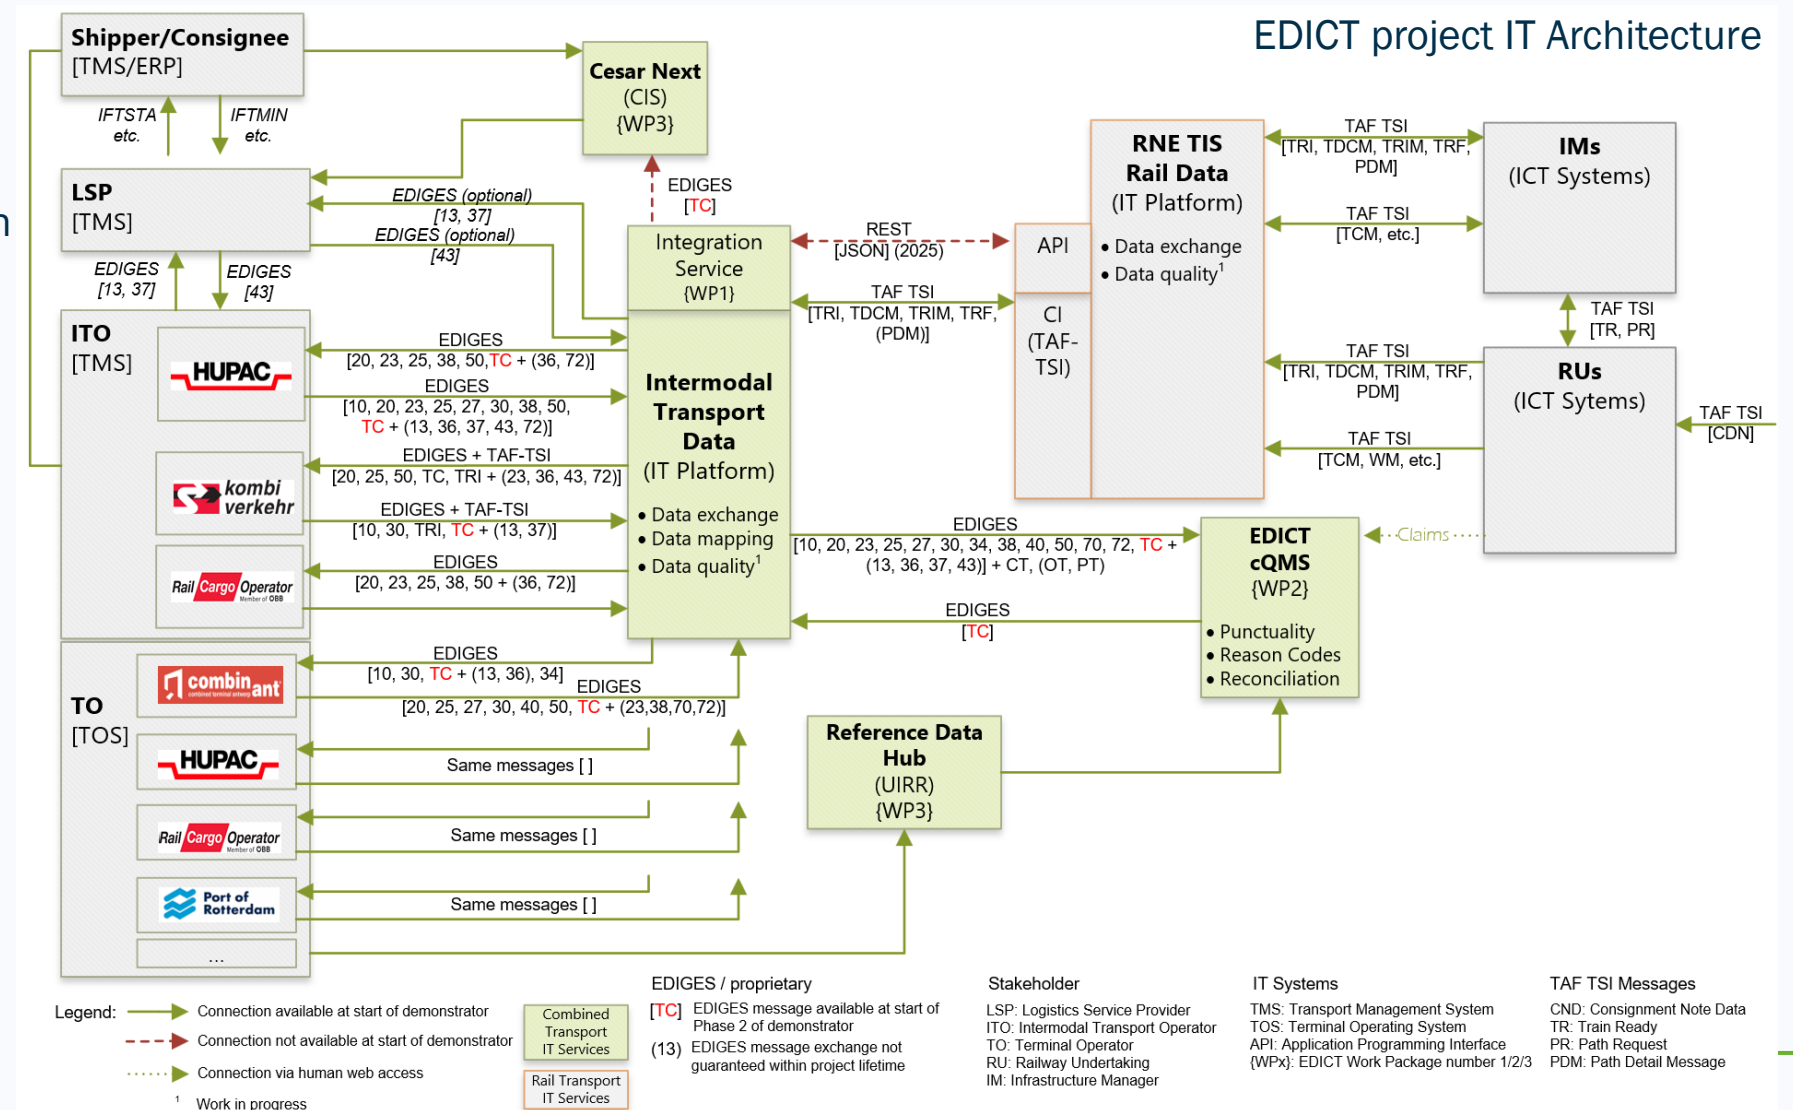 EDICT project IT Architecture
n
Shipper/Consignee
[TMS/ERP]
IFTSTA
etc.
IFTMIN
etc.
Cesar Next
(CIS)
{WP3}
LSP
[TMS]
EDIGES (optional)
[13, 37]
EDIGES (optional)
[43]
EDIGES
[13, 37]
EDIGES
[43]
EDIGES
[TC]
ITO
[TMS]
HUPAC
kombi
verkehr
Rail Cargo Operator
Member of ÖBB
EDIGES
[20, 23, 25, 38, 50,TC + (36, 72)]
EDIGES
[10, 20, 23, 25, 27, 30, 38, 50,
TC + (13, 36, 37, 43, 72)]
EDIGES + TAF-TSI
[20, 25, 50, TC, TRI + (23, 36, 43, 72)]
EDIGES + TAF-TSI
[10, 30, TRI, TC + (13, 37)]
EDIGES
[20, 23, 25, 38, 50 + (36, 72)]
Integration
Service
{WP1}
Intermodal
Transport
Data
(IT Platform)
• Data exchange
• Data mapping
• Data quality1
REST
[JSON] (2025)
TAF TSI
[TRI, TDCM, TRIM, TRF,
(PDM)]
API
CI
(TAF-
TSI)
RNE TIS
Rail Data
(IT Platform)
• Data exchange
• Data quality1
TAF TSI
[TRI, TDCM, TRIM, TRF,
PDM]
TAF TSI
[TCM, etc.]
IMs
(ICT Systems)
TAF TSI
[TR, PR]
TAF TSI
[TRI, TDCM, TRIM, TRF,
PDM]
TAF TSI
[TCM, WM, etc.]
RUs
(ICT Sytems)
TAF TSI
[CDN]
EDIGES
[10, 20, 23, 25, 27, 30, 34, 38, 40, 50, 70, 72, TC +
(13, 36, 37, 43)] + CT, (OT, PT)
EDIGES
[TC]
EDICT
cQMS
{WP2}
• Punctuality
• Reason Codes
• Reconciliation
Claims
TO
[TOS]
combinant
combined terminal antwerp
HUPAC
Rail Cargo Operator
Member of ÖBB
Port of
Rotterdam
...
EDIGES
[10, 30, TC + (13, 36), 34]
EDIGES
[20, 25, 27, 30, 40, 50, TC + (23,38,70,72)]
Same messages [ ]
Same messages [ ]
Same messages [ ]
Reference Data
Hub
(UIRR)
{WP3}
Legend:
Connection available at start of demonstrator
Connection not available at start of demonstrator
Connection via human web access
1 Work in progress
Combined
Transport
IT Services
Rail Transport
IT Services
EDIGES / proprietary
[TC] EDIGES message available at start of
Phase 2 of demonstrator
(13) EDIGES message exchange not
guaranteed within project lifetime
Stakeholder
LSP: Logistics Service Provider
ITO: Intermodal Transport Operator
TO: Terminal Operator
RU: Railway Undertaking
IM: Infrastructure Manager
IT Systems
TMS: Transport Management System
TOS: Terminal Operating System
API: Application Programming Interface
{WPx}: EDICT Work Package number 1/2/3
TAF TSI Messages
CND: Consignment Note Data
TR: Train Ready
PR: Path Request
PDM: Path Detail Message